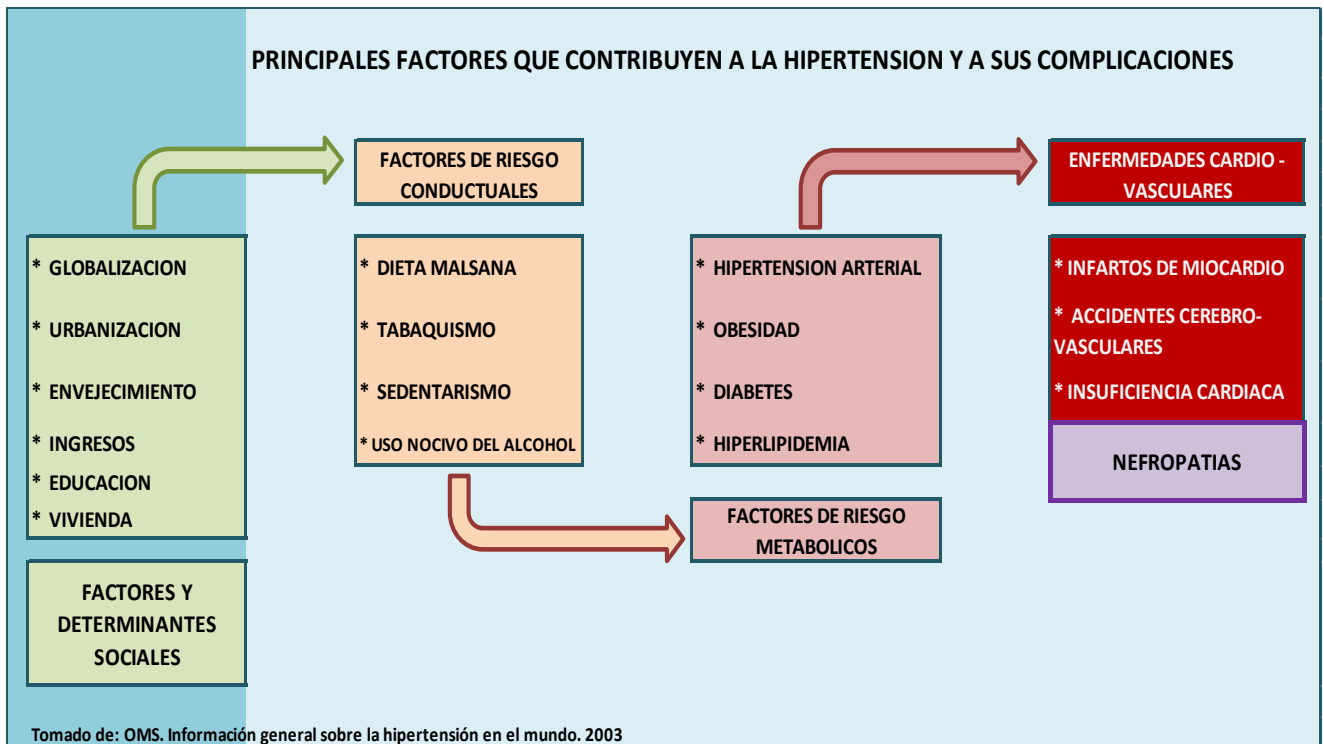 PRINCIPALES FACTORES QUE CONTRIBUYEN A LA HIPERTENSION Y A SUS COMPLICACIONES
* GLOBALIZACION
* URBANIZACION
* ENVEJECIMIENTO
* INGRESOS
* EDUCACION
* VIVIENDA
FACTORES Y
DETERMINANTES
SOCIALES
FACTORES DE RIESGO
CONDUCTUALES
* DIETA MALSANA
* TABAQUISMO
* SEDENTARISMO
* USO NOCIVO DEL ALCOHOL
* HIPERTENSION ARTERIAL
* OBESIDAD
* DIABETES
* HIPERLIPIDEMIA
FACTORES DE RIESGO
METABOLICOS
ENFERMEDADES CARDIO -
VASCULARES
* INFARTOS DE MIOCARDIO
* ACCIDENTES CEREBRO-
VASCULARES
* INSUFICIENCIA CARDIACA
NEFROPATIAS
Tomado de: OMS. Información general sobre la hipertensión en el mundo. 2003